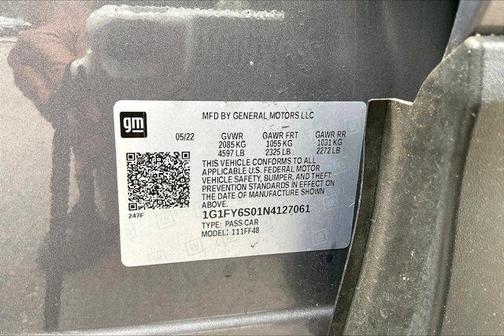 gm
MFD BY GENERAL MOTORS LLC
05/22 GVWR GAWR FRT GAWR RR
2085 KG 1055 KG 1031 KG
4597 LB 2325 LB 2272 LB
THIS VEHICLE CONFORMS TO ALL
APPLICABLE U.S. FEDERAL MOTOR
VEHICLE SAFETY, BUMPER, AND THEFT
PREVENTION STANDARDS IN EFFECT ON
THE DATE OF MANUFACTURE SHOWN
ABOVE.
247F
1G1FY6S01N4127061
TYPE: PASS CAR
MODEL: 111FF48